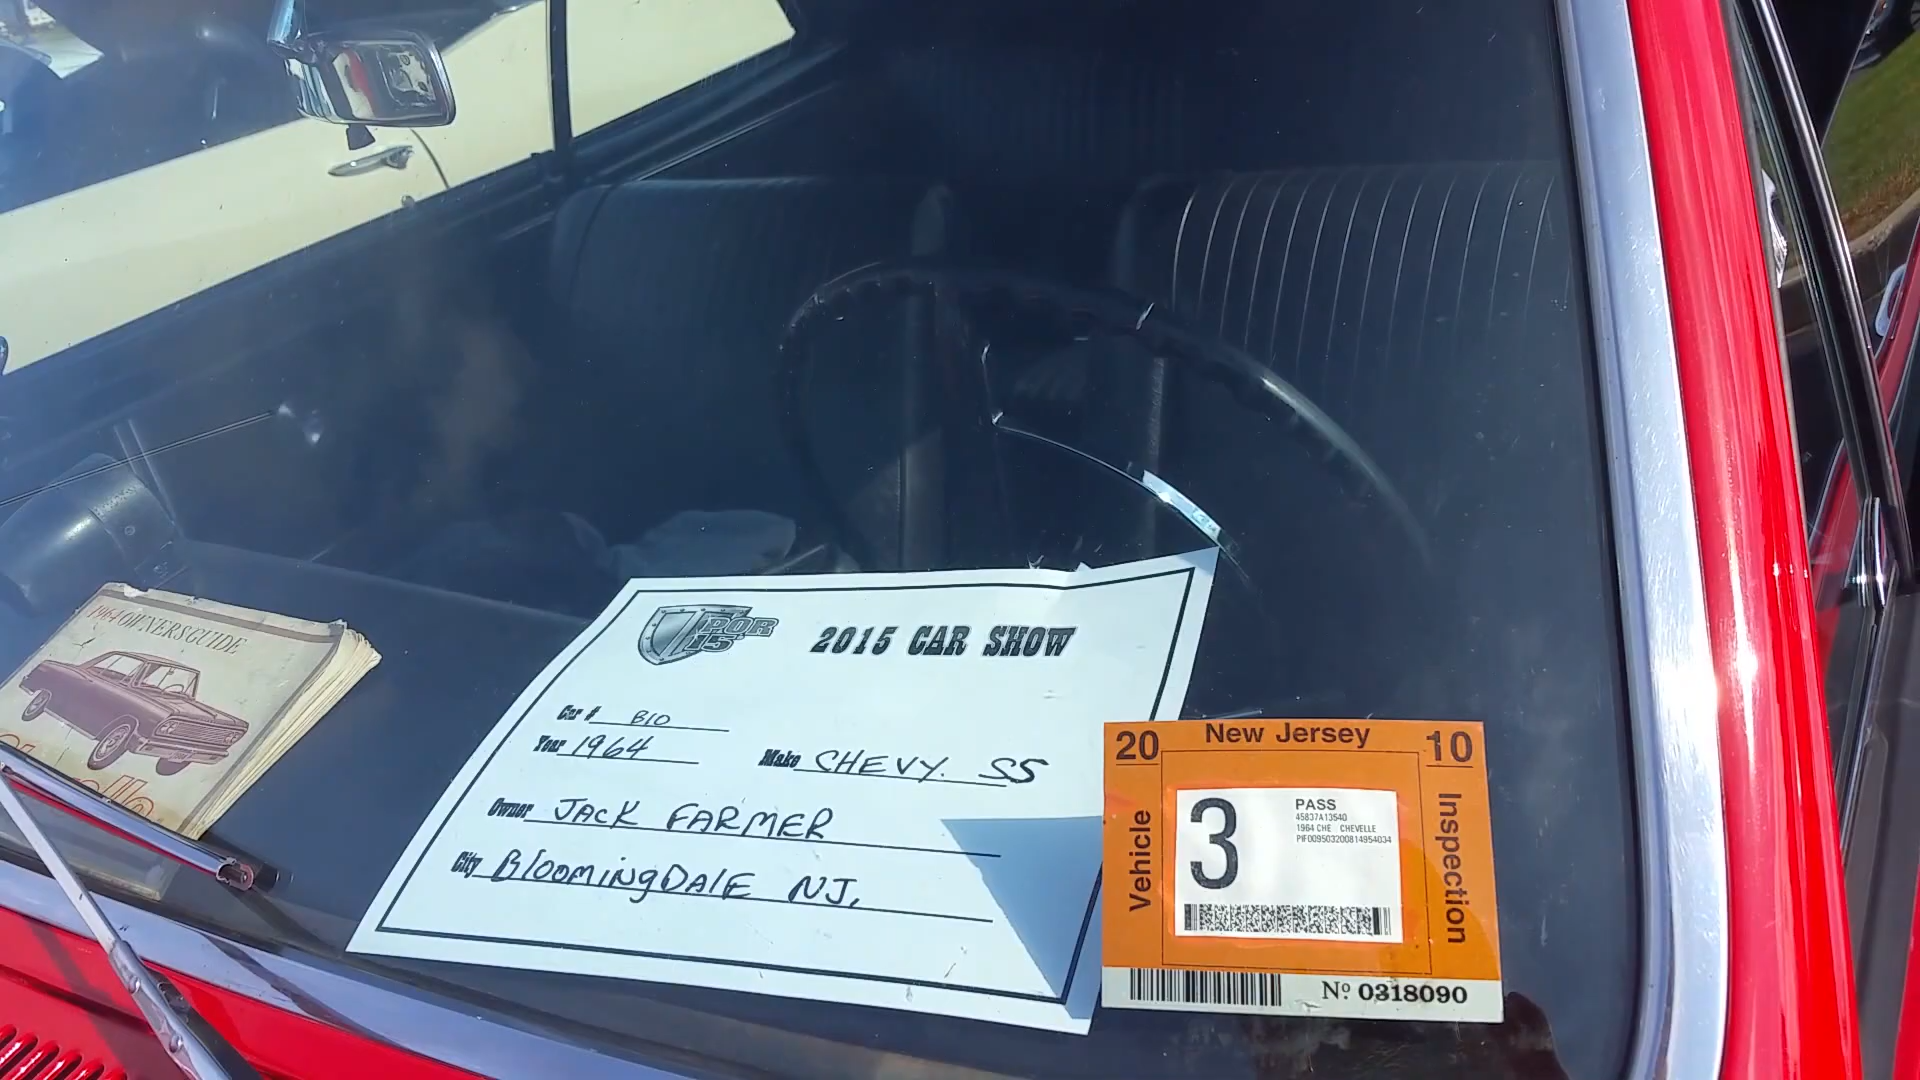 1964 OWNERS GUIDE
POR
15
2015 CAR SHOW
Car # B10
Year 1964
Make CHEVY. SS
Owner JACK FARMER
City BloomingDAlE NJ.
20 New Jersey 10
Vehicle
3
PASS
45837A13540
1964 CHE CHEVELLE
PIF009503200814954034
Inspection
Nº 0318090